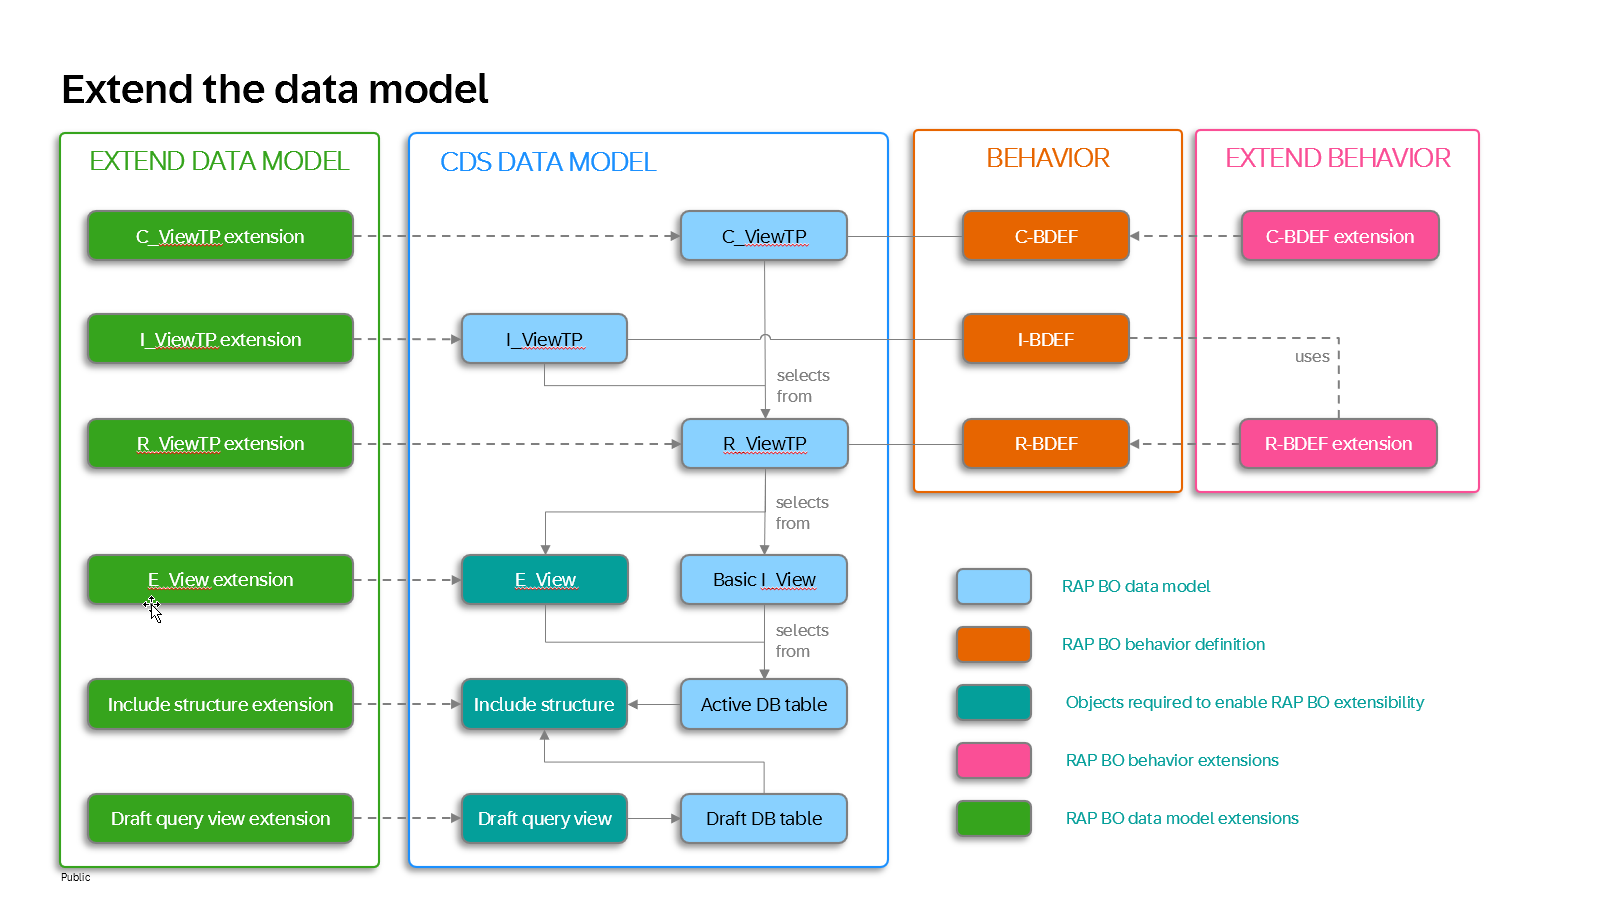 Extend the data model
EXTEND DATA MODEL
C_ViewTP extension
I_ViewTP extension
R_ViewTP extension
E_View extension
Include structure extension
Draft query view extension
CDS DATA MODEL
C_ViewTP
I_ViewTP
selects
from
R_ViewTP
selects
from
E_View
Basic I_View
selects
from
Include structure
Active DB table
Draft query view
Draft DB table
BEHAVIOR
C-BDEF
I-BDEF
R-BDEF
EXTEND BEHAVIOR
C-BDEF extension
uses
R-BDEF extension
RAP BO data model
RAP BO behavior definition
Objects required to enable RAP BO extensibility
RAP BO behavior extensions
RAP BO data model extensions
Public